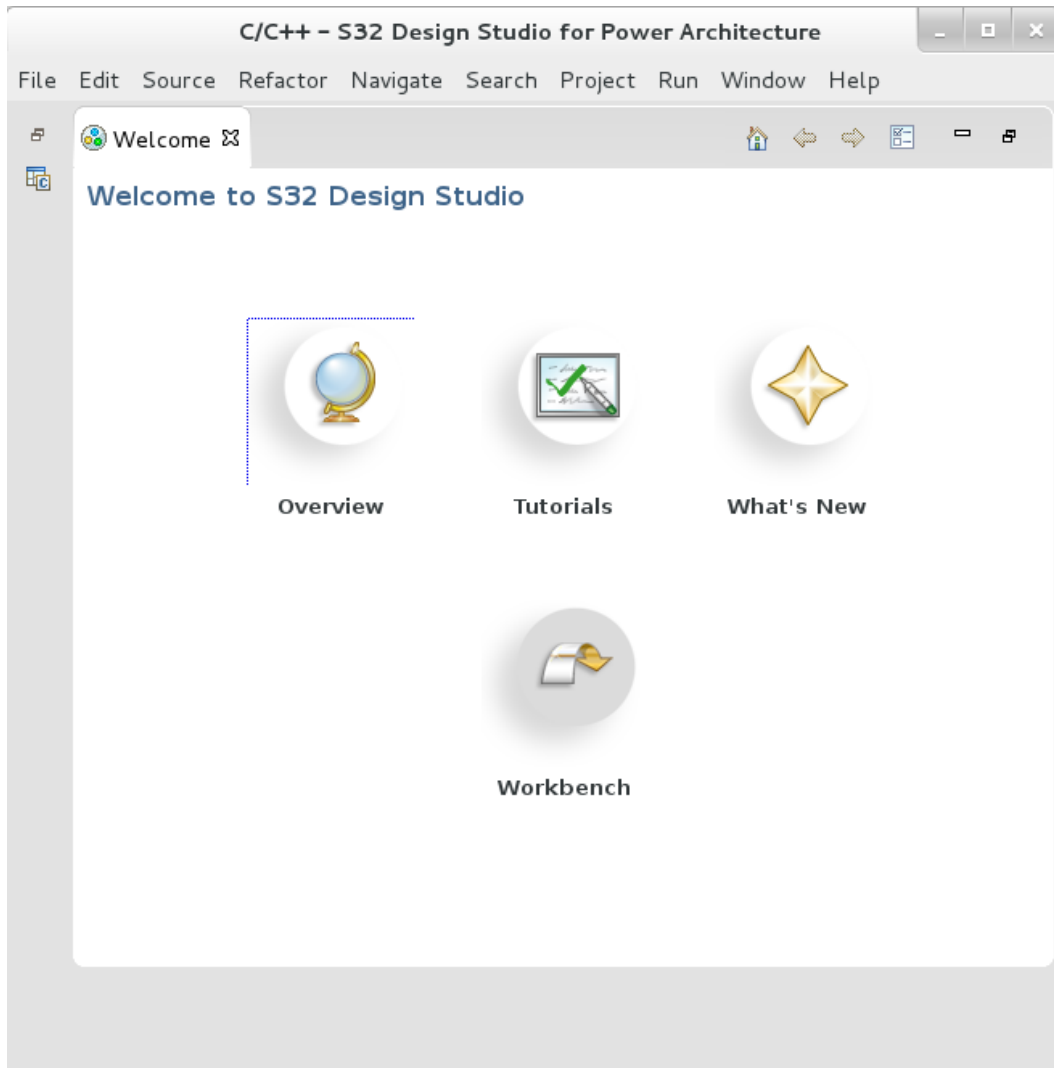 C/C++ – S32 Design Studio for Power Architecture
File Edit Source Refactor Navigate Search Project Run Window Help
Welcome
Welcome to S32 Design Studio
Overview Tutorials What's New
Workbench